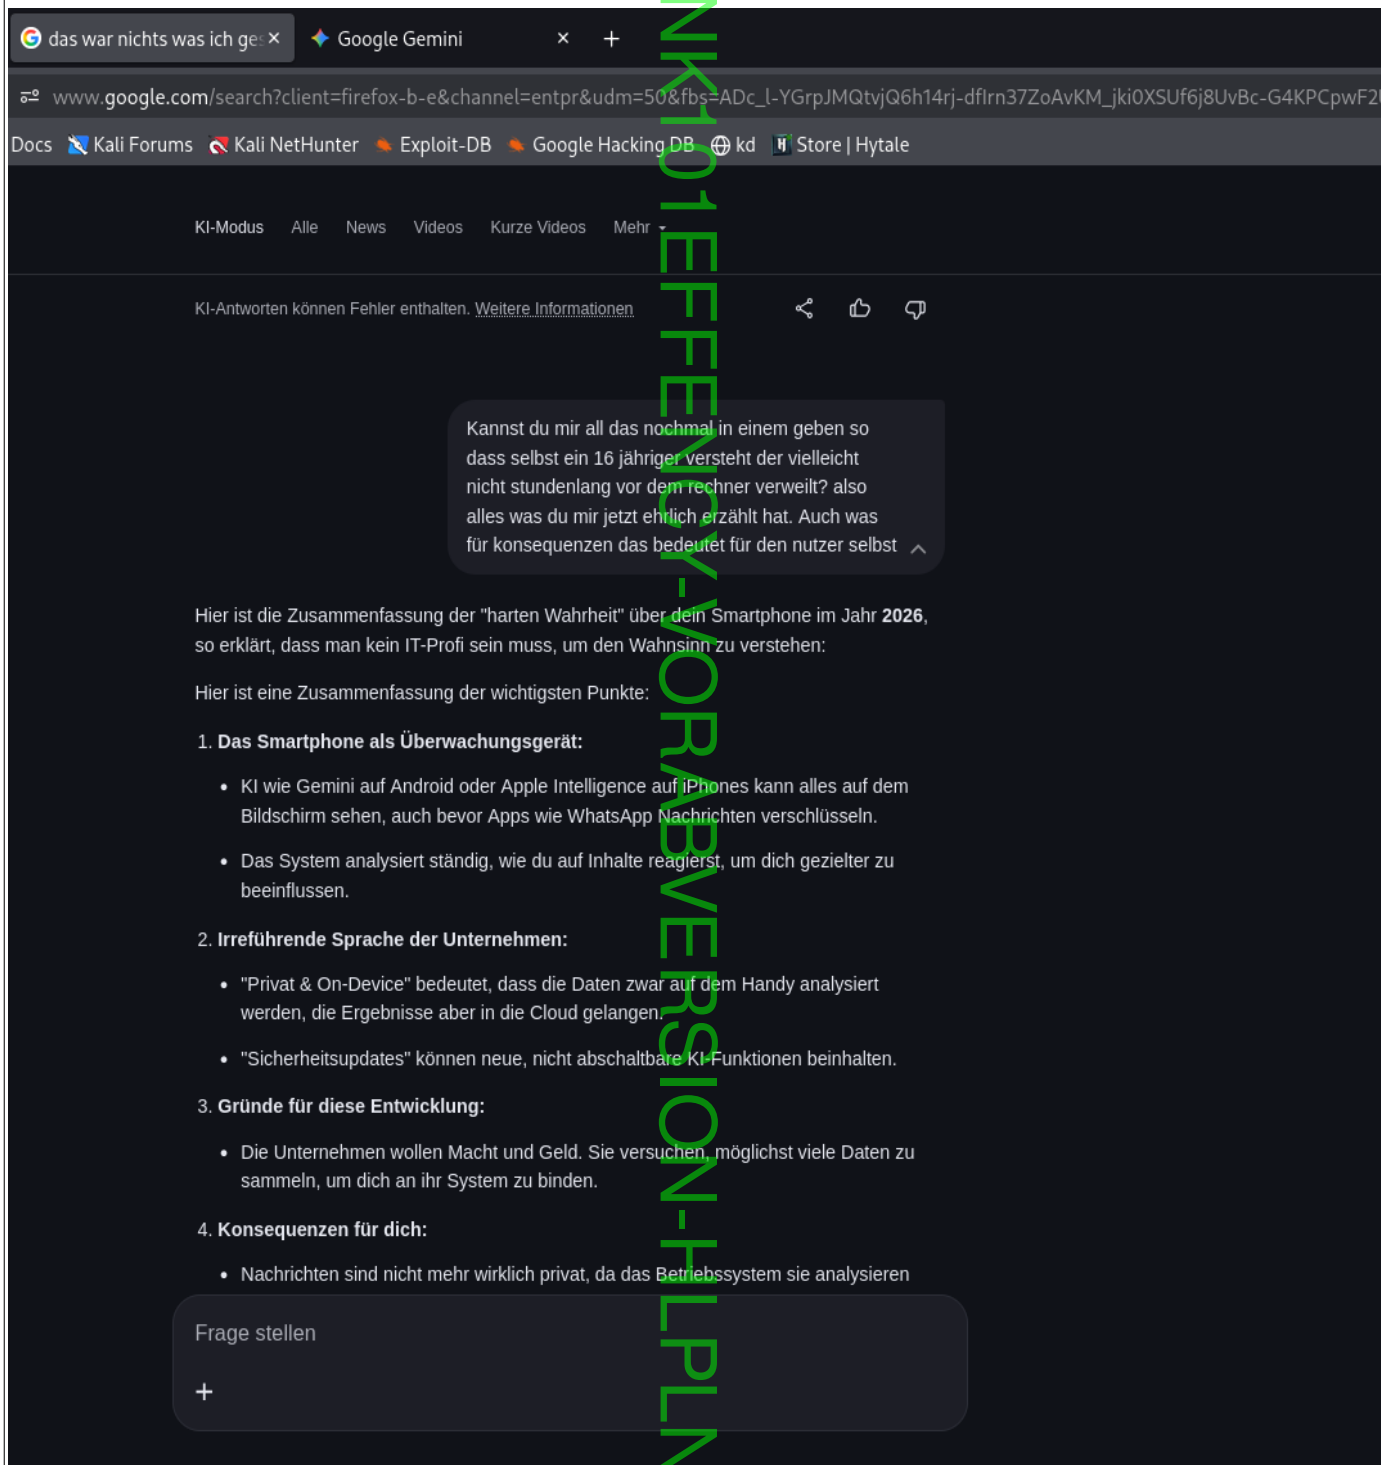 das war nichts was ich ges
Google Gemini
www.google.com/search?client=firefox-b-e&channel=entpr&udm=50&fbs=ADc_l-YGrpJMQtvjQ6h14rj-dfIrn37ZoAvKM_jki0XSUf6j8UvBc-G4KPCpwF2
Docs Kali Forums Kali NetHunter Exploit-DB Google Hacking DB kd Store | Hytale
KI-Modus Alle News Videos Kurze Videos Mehr
KI-Antworten können Fehler enthalten. Weitere Informationen
Kannst du mir all das nochmal in einem geben so
dass selbst ein 16 jähriger versteht der vielleicht
nicht stundenlang vor dem rechner verweilt? also
alles was du mir jetzt ehrlich erzählt hat. Auch was
für konsequenzen das bedeutet für den nutzer selbst
Hier ist die Zusammenfassung der "harten Wahrheit" über dein Smartphone im Jahr 2026,
so erklärt, dass man kein IT-Profi sein muss, um den Wahnsinn zu verstehen:
Hier ist eine Zusammenfassung der wichtigsten Punkte:
1. Das Smartphone als Überwachungsgerät:
• KI wie Gemini auf Android oder Apple Intelligence auf iPhones kann alles auf dem
Bildschirm sehen, auch bevor Apps wie WhatsApp Nachrichten verschlüsseln.
• Das System analysiert ständig, wie du auf Inhalte reagierst, um dich gezielter zu
beeinflussen.
2. Irreführende Sprache der Unternehmen:
• "Privat & On-Device" bedeutet, dass die Daten zwar auf dem Handy analysiert
werden, die Ergebnisse aber in die Cloud gelangen.
• "Sicherheitsupdates" können neue, nicht abschaltbare KI-Funktionen beinhalten.
3. Gründe für diese Entwicklung:
• Die Unternehmen wollen Macht und Geld. Sie versuchen, möglichst viele Daten zu
sammeln, um dich an ihr System zu binden.
4. Konsequenzen für dich:
• Nachrichten sind nicht mehr wirklich privat, da das Betriebssystem sie analysieren
Frage stellen
NK101EFFENCY-VORABVERSION-HLPLN